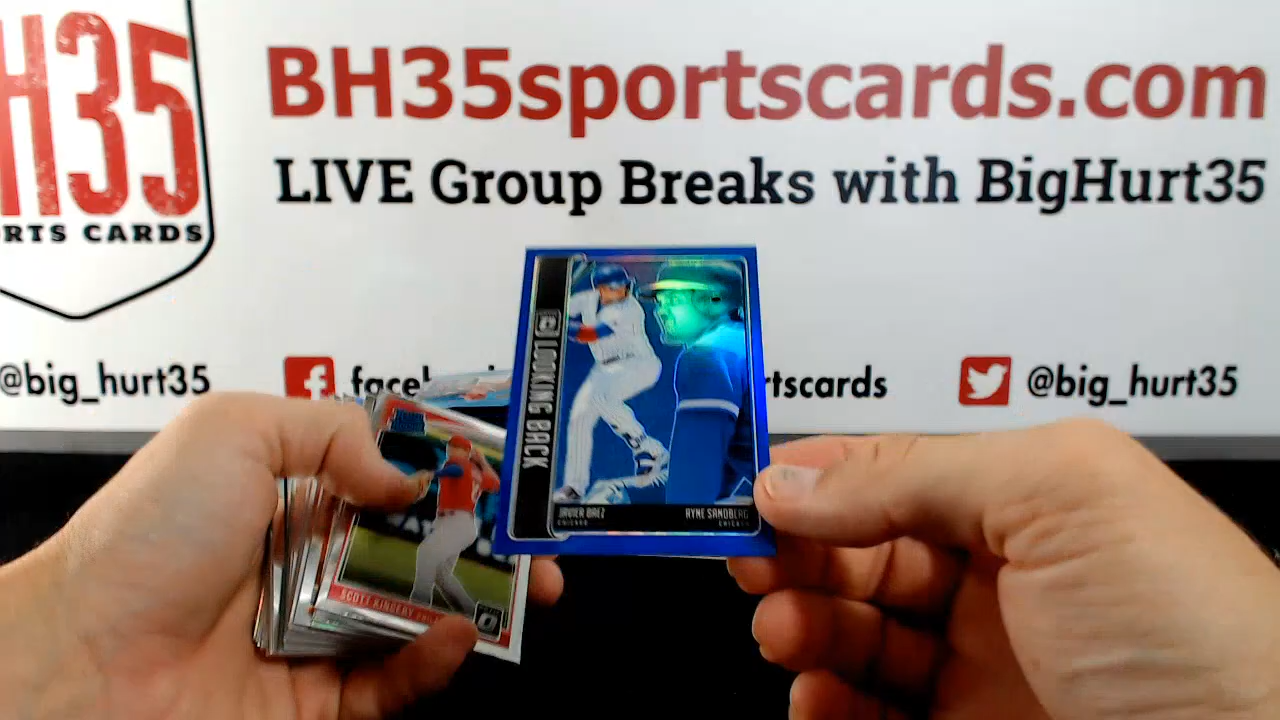 H35
RTS CARDS
BH35sportscards.com
LIVE Group Breaks with BigHurt35
@big_hurt35
f
rtscards
@big_hurt35
LOOKING BACK
JAVIER BAEZ
CHICAGO
RYNE SANDBERG
SCOTT KINGERY